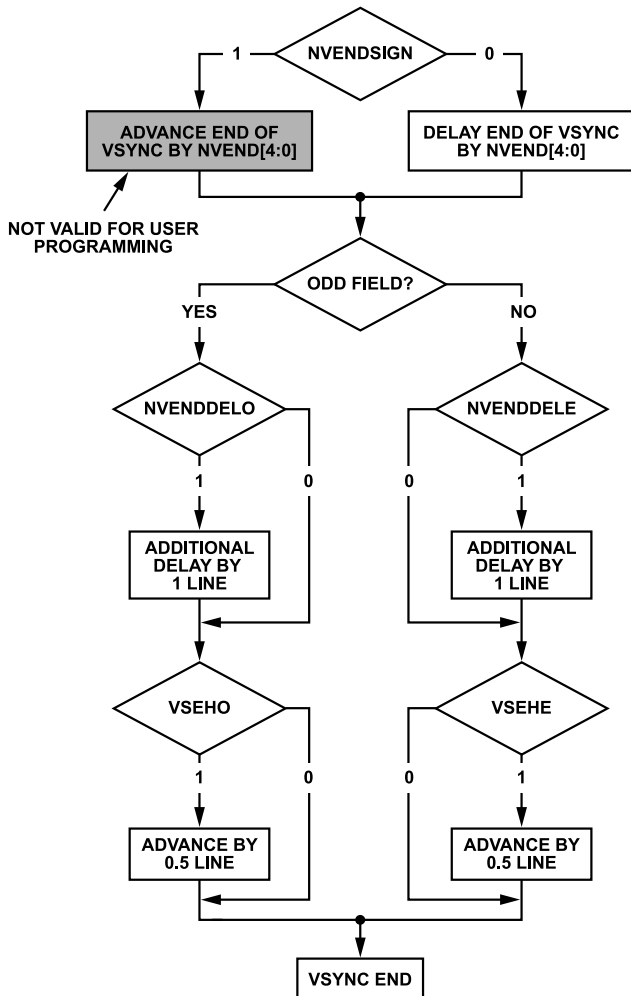 NVENDSIGN
1
0
ADVANCE END OF
VSYNC BY NVEND[4:0]
DELAY END OF VSYNC
BY NVEND[4:0]
NOT VALID FOR USER
PROGRAMMING
ODD FIELD?
YES
NO
NVENDDELO
NVENDDELE
1
0
0
1
ADDITIONAL
DELAY BY
1 LINE
ADDITIONAL
DELAY BY
1 LINE
VSEHO
VSEHE
1
0
0
1
ADVANCE BY
0.5 LINE
ADVANCE BY
0.5 LINE
VSYNC END